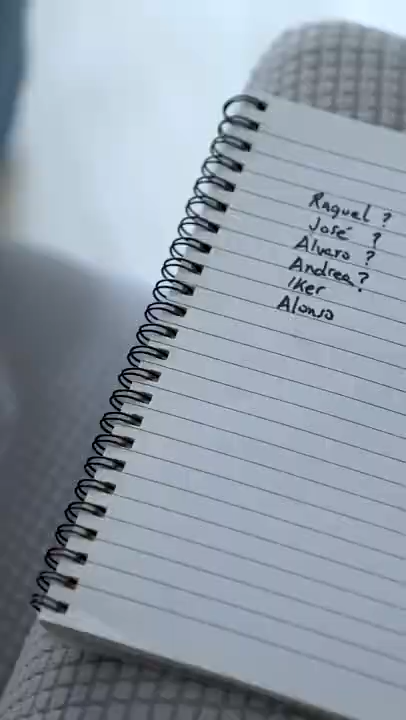 Raquel ?
José ?
Alvaro ?
Andrea ?
Iker
Alonso